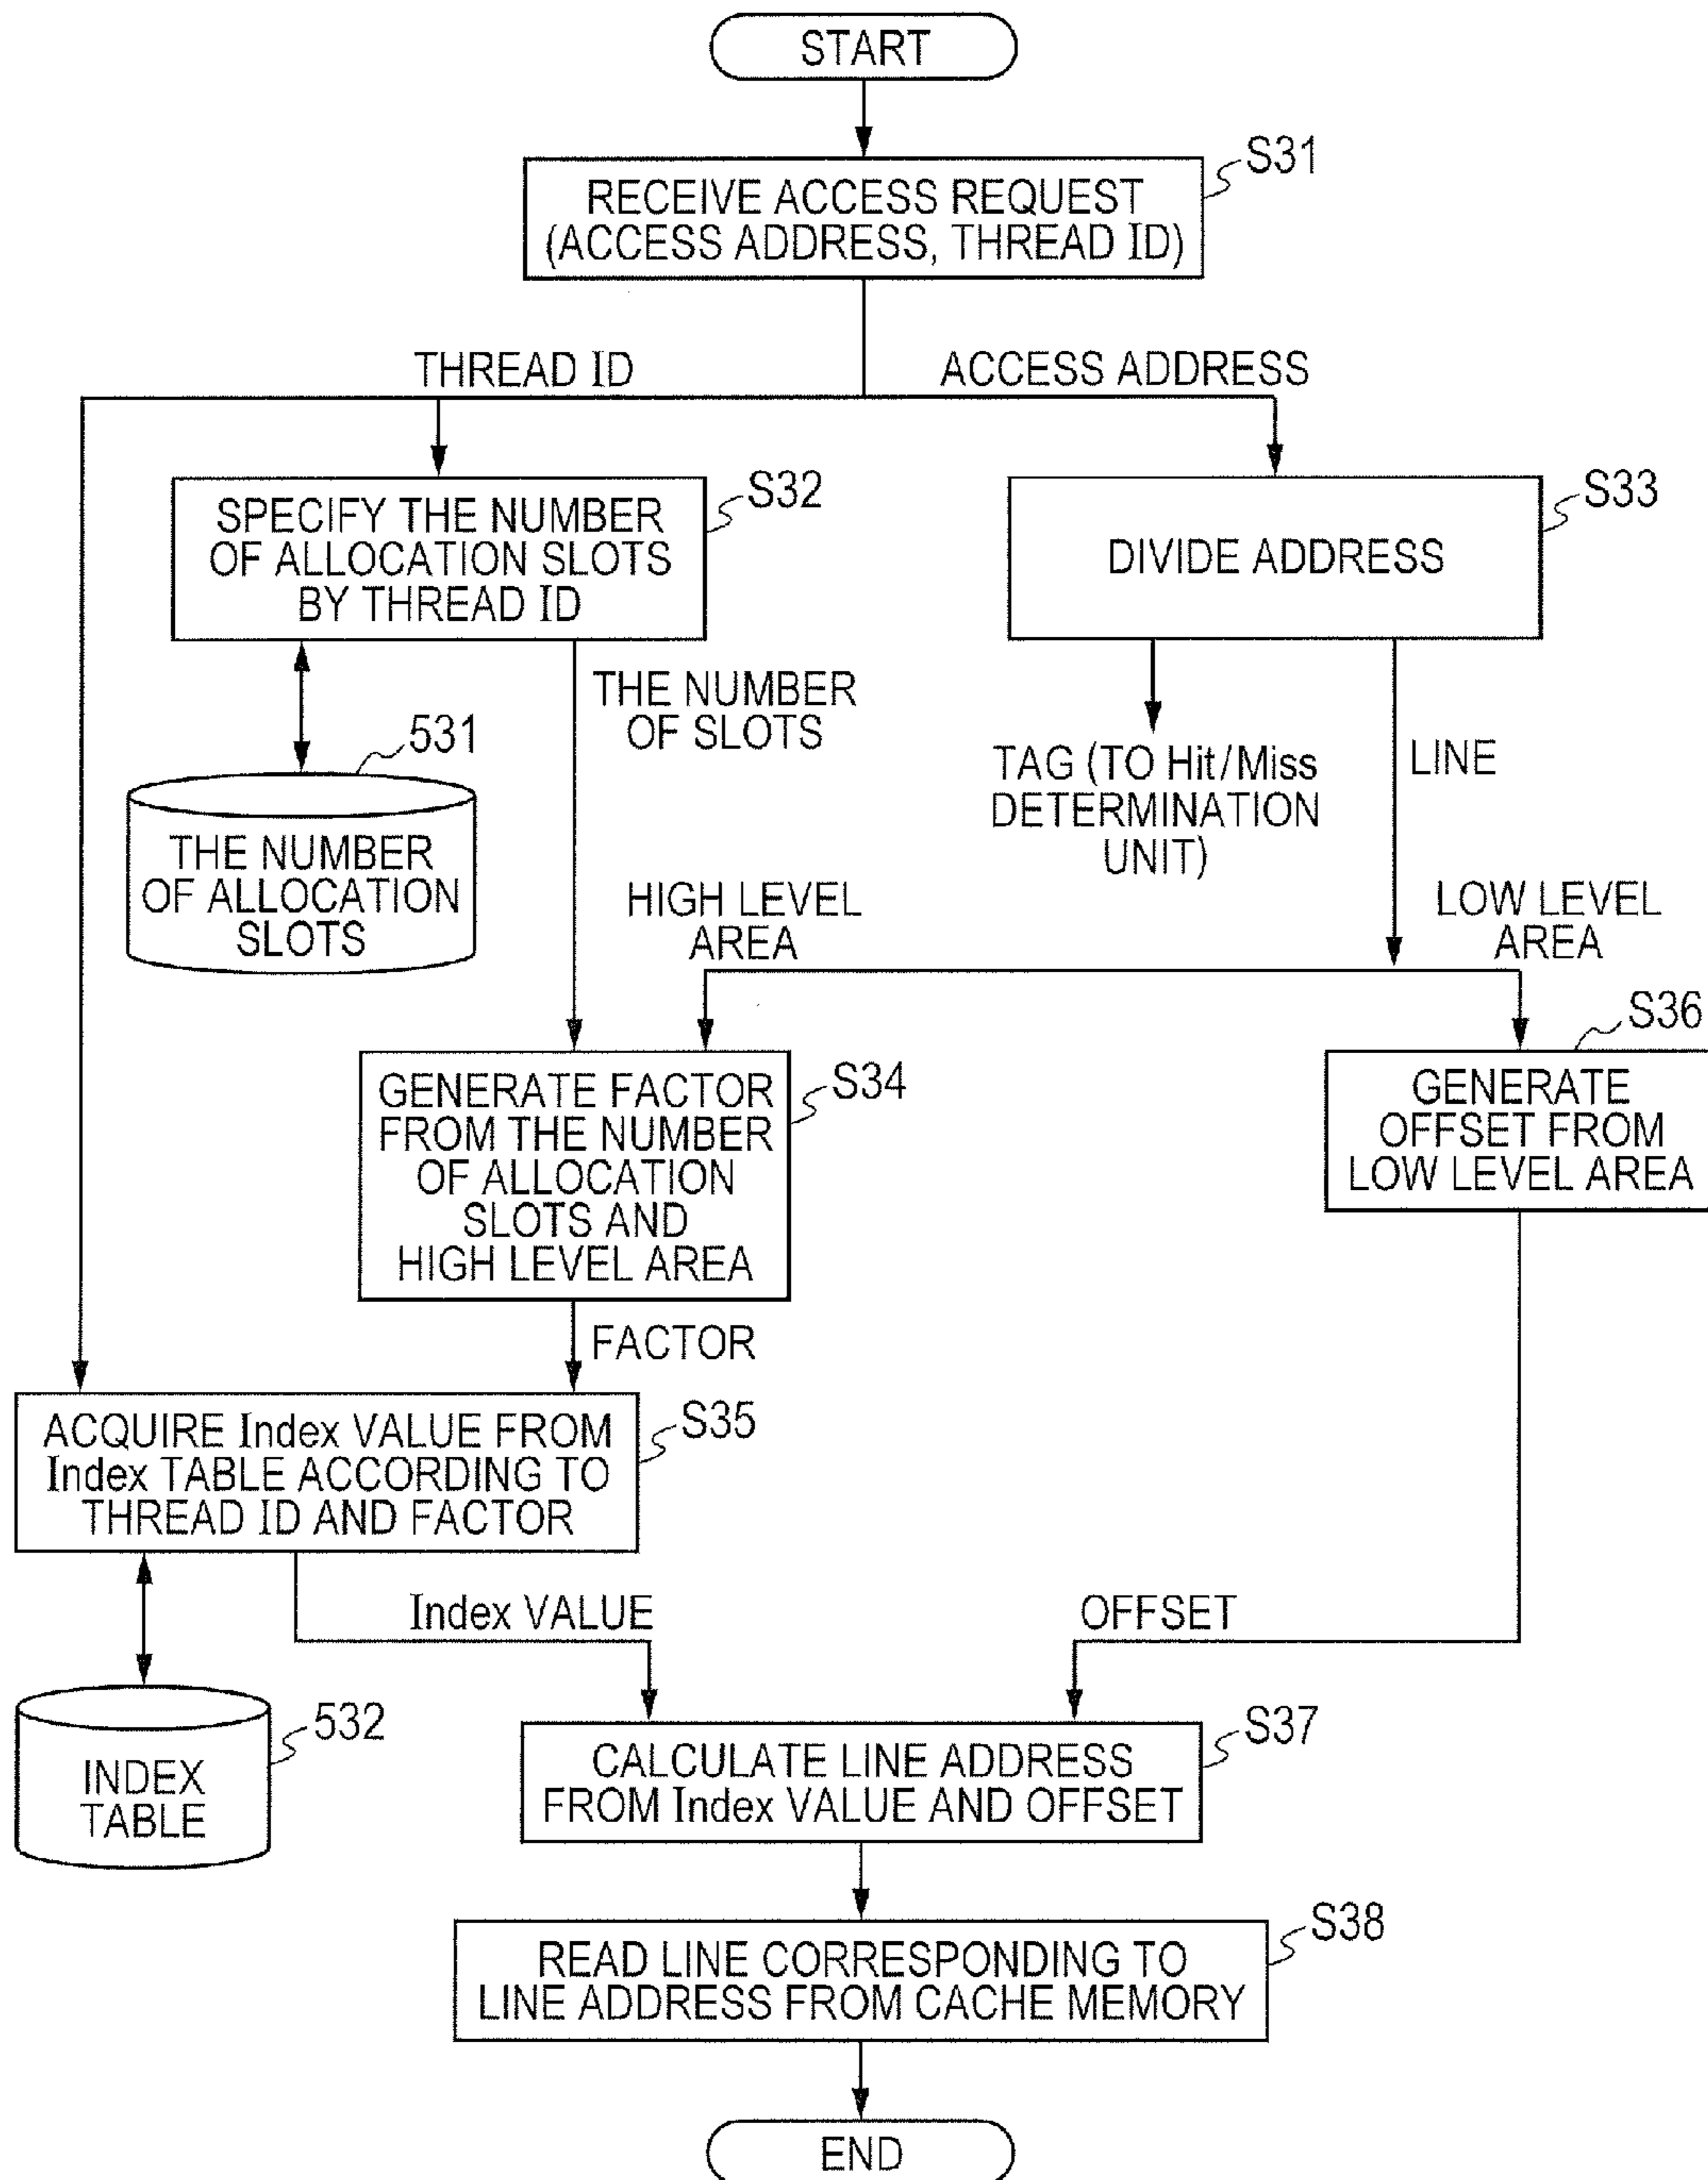 START
S31
RECEIVE ACCESS REQUEST
(ACCESS ADDRESS, THREAD ID)
THREAD ID
ACCESS ADDRESS
S32
SPECIFY THE NUMBER
OF ALLOCATION SLOTS
BY THREAD ID
S33
DIVIDE ADDRESS
THE NUMBER
OF SLOTS
531
THE NUMBER
OF ALLOCATION
SLOTS
TAG (TO Hit/Miss
DETERMINATION
UNIT)
LINE
HIGH LEVEL
AREA
LOW LEVEL
AREA
S34
GENERATE FACTOR
FROM THE NUMBER
OF ALLOCATION
SLOTS AND
HIGH LEVEL AREA
S36
GENERATE
OFFSET FROM
LOW LEVEL AREA
FACTOR
S35
ACQUIRE Index VALUE FROM
Index TABLE ACCORDING TO
THREAD ID AND FACTOR
Index VALUE
OFFSET
532
INDEX
TABLE
S37
CALCULATE LINE ADDRESS
FROM Index VALUE AND OFFSET
S38
READ LINE CORRESPONDING TO
LINE ADDRESS FROM CACHE MEMORY
END